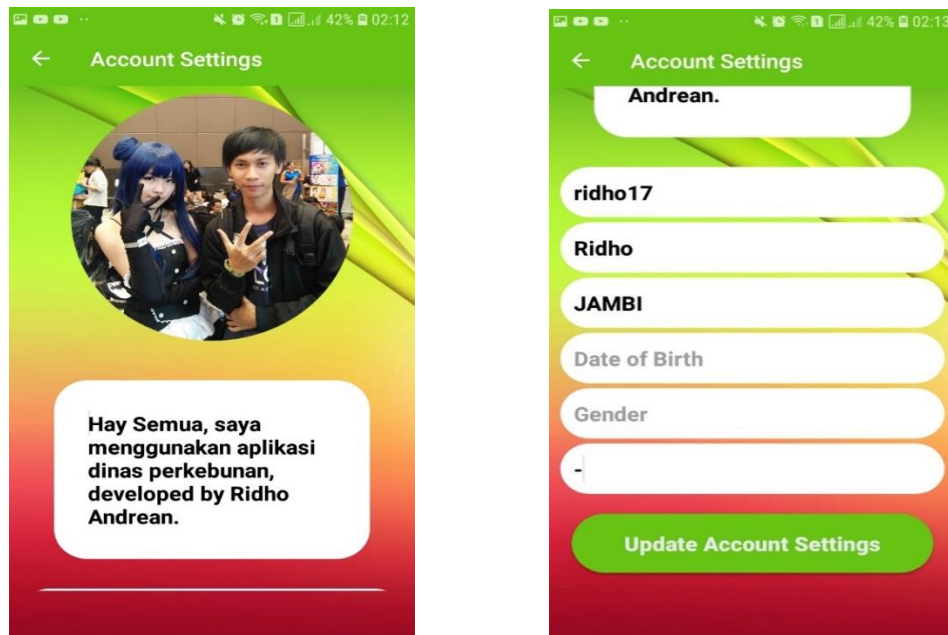 42% 02:12
Account Settings
Hay Semua, saya
menggunakan aplikasi
dinas perkebunan,
developed by Ridho
Andrean.
42% 02:13
Account Settings
Andrean.
ridho17
Ridho
JAMBI
Date of Birth
Gender
-
Update Account Settings